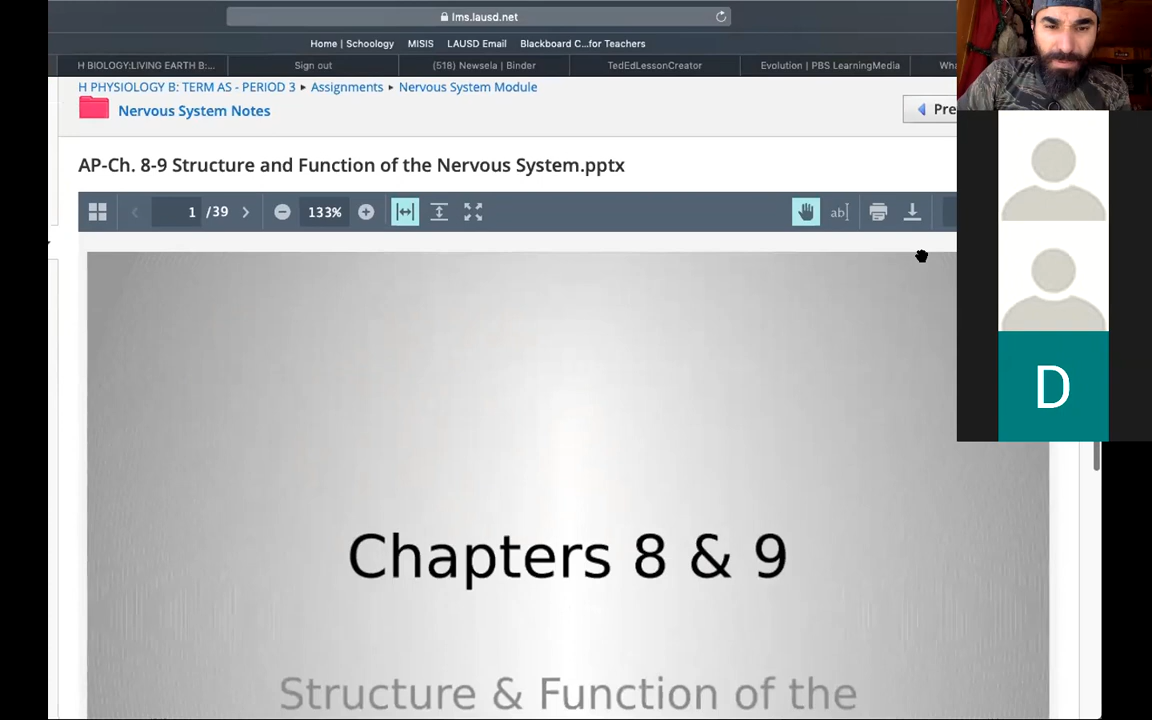 lms.lausd.net
Home | Schoology MISIS LAUSD Email Blackboard C...for Teachers
H BIOLOGY:LIVING EARTH B:... Sign out (516) Newsela | Binder TedEdLessonCreator Evolution | PBS LearningMedia Wha
H PHYSIOLOGY B: TERM AS - PERIOD 3 ▸ Assignments ▸ Nervous System Module
Nervous System Notes
Pre
AP-Ch. 8-9 Structure and Function of the Nervous System.pptx
1 /39 133% ab
D
Chapters 8 & 9
Structure & Function of the